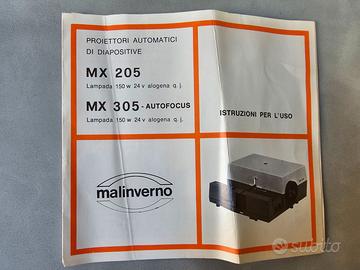 PROIETTORI AUTOMATICI
DI DIAPOSITIVE
MX 205
Lampada 150 w 24 v alogena q. j.
MX 305 - AUTOFOCUS
Lampada 150 w 24 v alogena q. j.
ISTRUZIONI PER L'USO
malinverno
subito